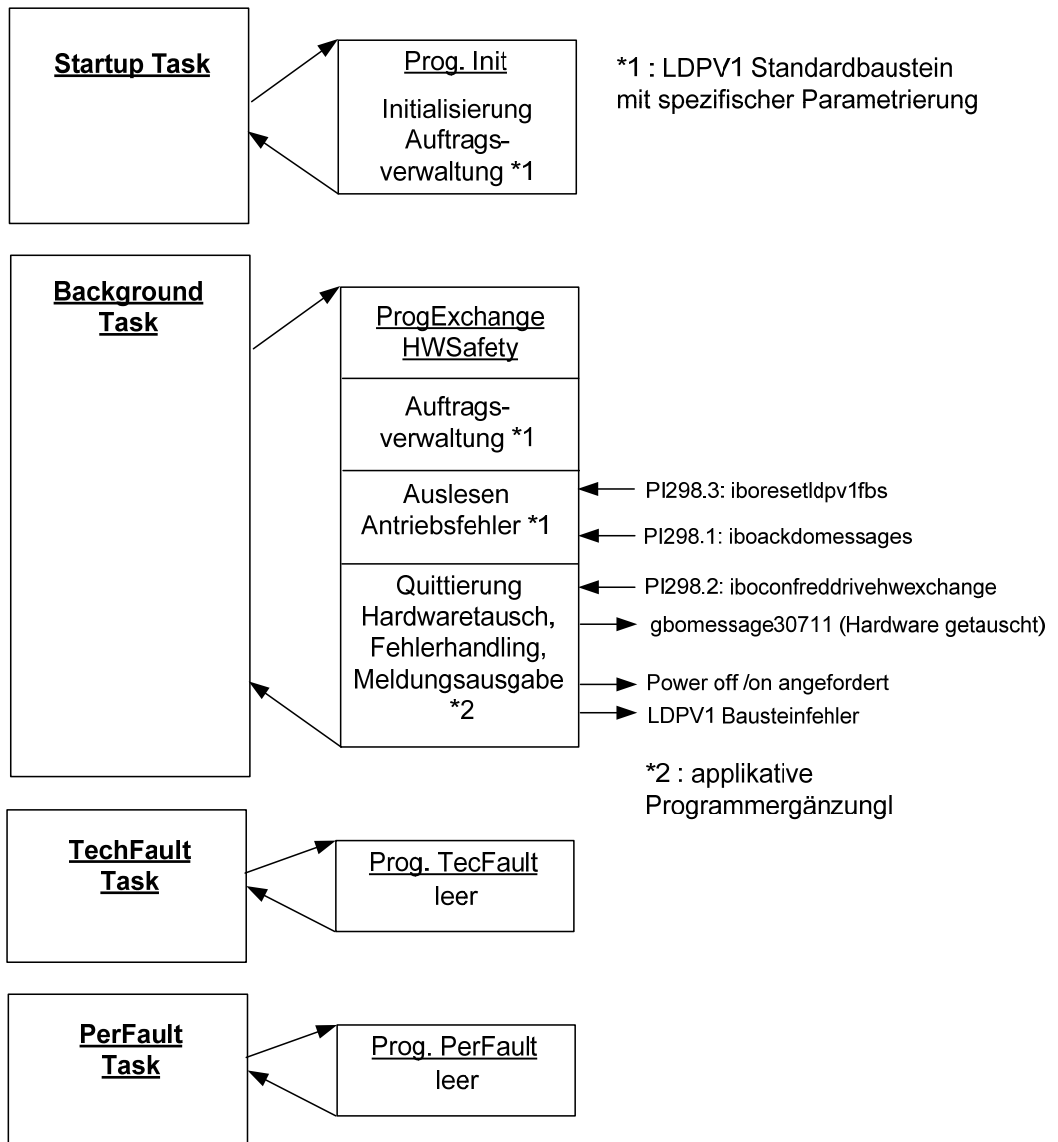 Startup Task
Prog. Init
Initialisierung
Auftrags-
verwaltung *1
*1 : LDPV1 Standardbaustein
mit spezifischer Parametrierung
Background
Task
ProgExchange
HWSafety
Auftrags-
verwaltung *1
Auslesen
Antriebsfehler *1
PI298.3: iboresetldpv1fbs
PI298.1: iboackdomessages
Quittierung
Hardwaretausch,
Fehlerhandling,
Meldungsausgabe
*2
PI298.2: iboconfreddrivehwexchange
gbomessage30711 (Hardware getauscht)
Power off /on angefordert
LDPV1 Bausteinfehler
*2 : applikative
Programmergänzungl
TechFault
Task
Prog. TecFault
leer
PerFault
Task
Prog. PerFault
leer